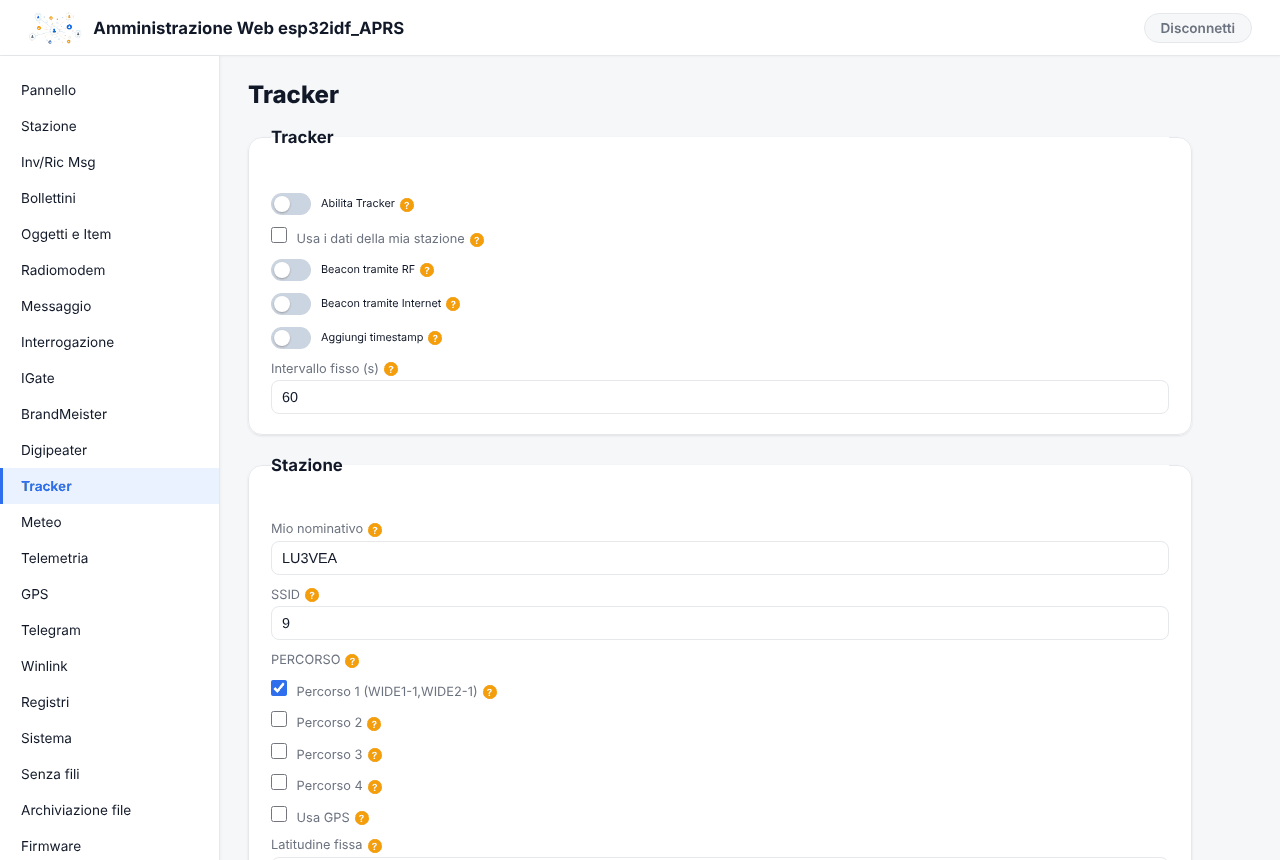 Amministrazione Web esp32idf_APRS
Disconnetti
Pannello
Stazione
Inv/Ric Msg
Bollettini
Oggetti e Item
Radiomodem
Messaggio
Interrogazione
IGate
BrandMeister
Digipeater
Tracker
Meteo
Telemetria
GPS
Telegram
Winlink
Registri
Sistema
Senza fili
Archiviazione file
Firmware
Tracker
Tracker
Abilita Tracker ?
Usa i dati della mia stazione ?
Beacon tramite RF ?
Beacon tramite Internet ?
Aggiungi timestamp ?
Intervallo fisso (s) ?
60
Stazione
Mio nominativo ?
LU3VEA
SSID ?
9
PERCORSO ?
Percorso 1 (WIDE1-1,WIDE2-1) ?
Percorso 2 ?
Percorso 3 ?
Percorso 4 ?
Usa GPS ?
Latitudine fissa ?